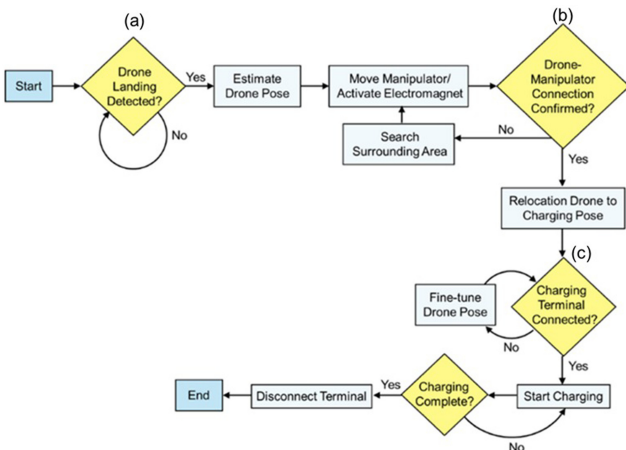 (a)
(b)
Start
Drone
Landing
Detected?
Yes
No
Estimate
Drone Pose
Move Manipulator/
Activate Electromagnet
Drone-
Manipulator
Connection
Confirmed?
No
Search
Surrounding Area
Yes
Relocation Drone to
Charging Pose
(c)
Charging
Terminal
Connected?
Fine-tune
Drone Pose
No
Yes
Start Charging
Charging
Complete?
No
Yes
Disconnect Terminal
End